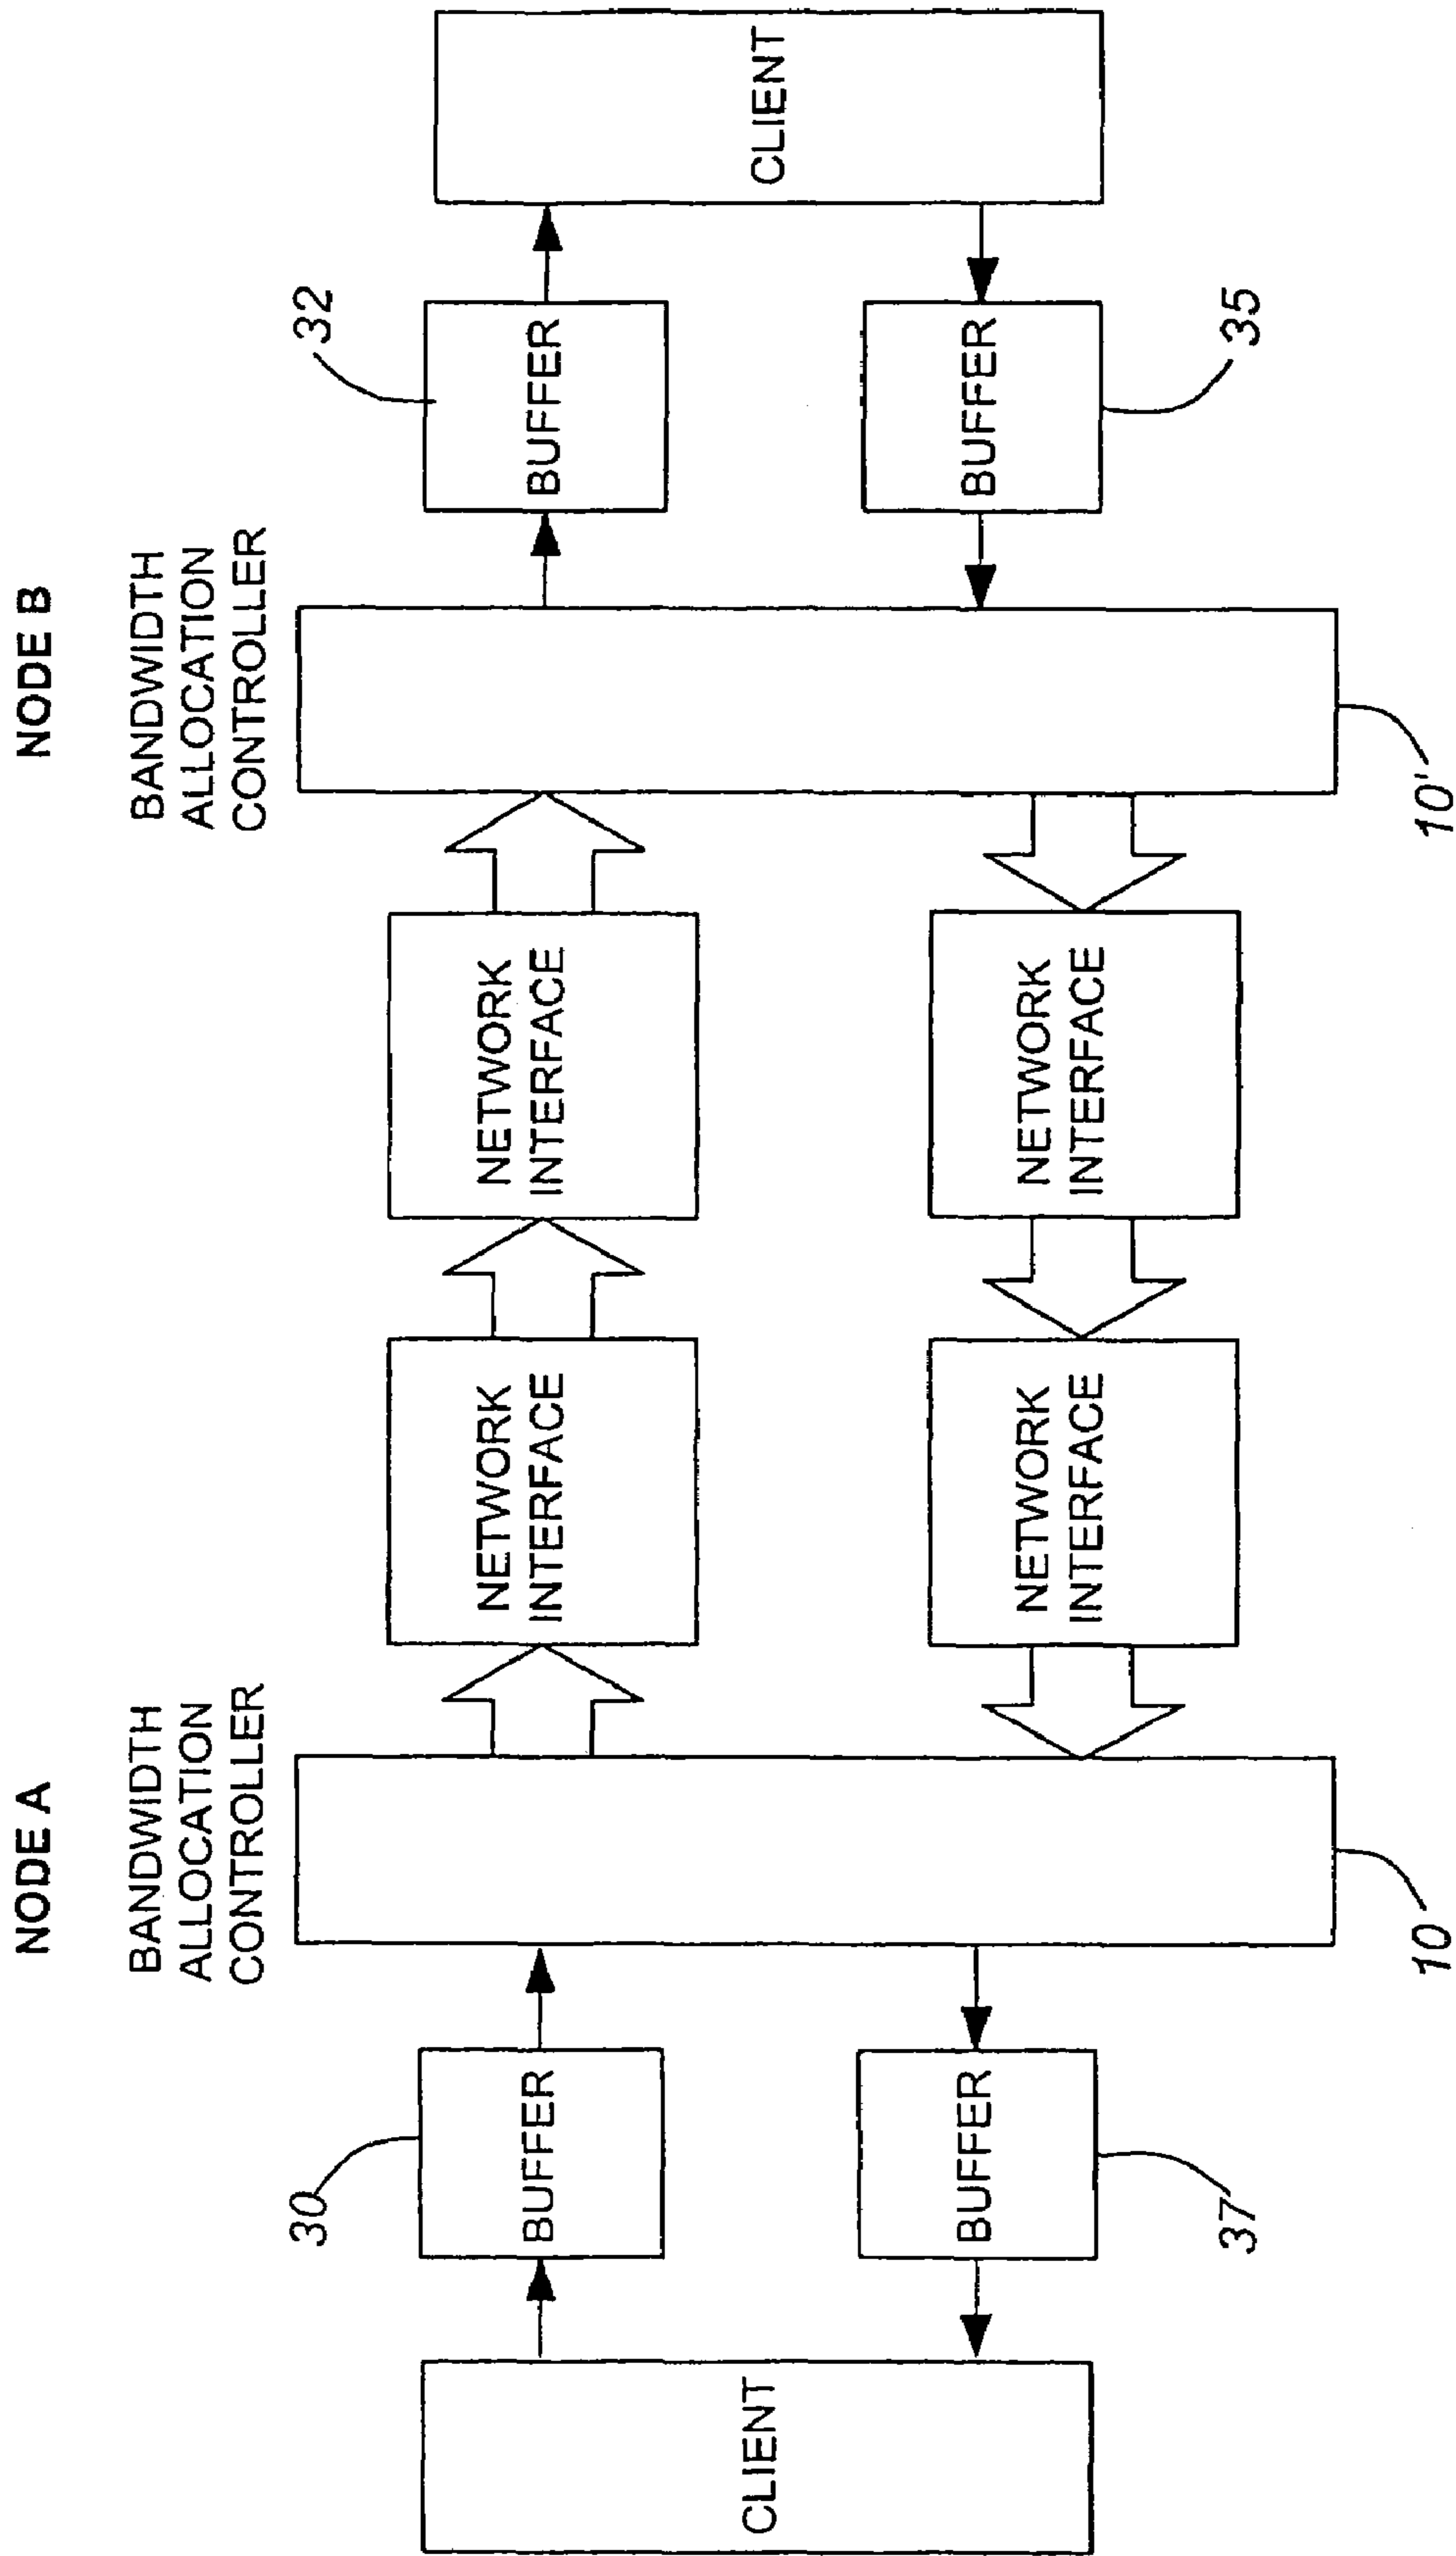 NODE A
NODE B
BANDWIDTH
ALLOCATION
CONTROLLER
BANDWIDTH
ALLOCATION
CONTROLLER
30
32
CLIENT
BUFFER
NETWORK
INTERFACE
NETWORK
INTERFACE
BUFFER
CLIENT
BUFFER
NETWORK
INTERFACE
NETWORK
INTERFACE
BUFFER
37
35
10
10'